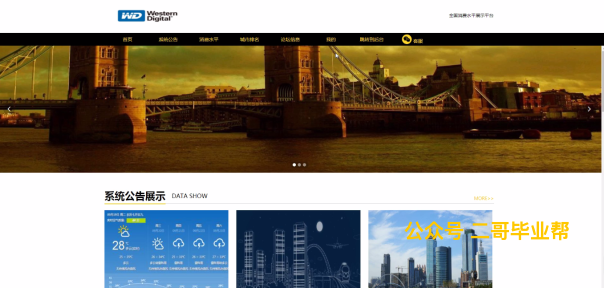 WD Western Digital
全国消费水平展示平台
首页 系统公告 消费水平 城市排名 论坛信息 我的 跳转到后台 客服
系统公告展示 DATA SHOW
MORE>>
28°
公众号 二哥毕业帮